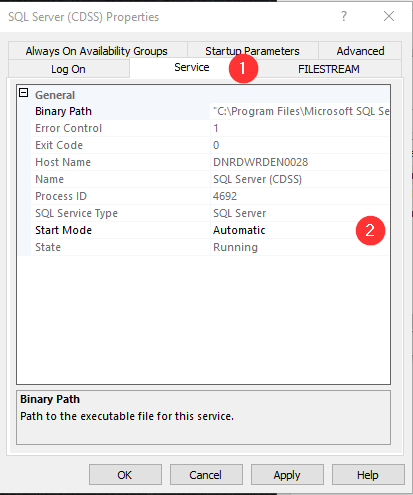 SQL Server (CDSS) Properties ? ×
Always On Availability Groups Startup Parameters Advanced
Log On Service 1 FILESTREAM
General
Binary Path "C:\Program Files\Microsoft SQL Se
Error Control 1
Exit Code 0
Host Name DNRDWRDEN0028
Name SQL Server (CDSS)
Process ID 4692
SQL Service Type SQL Server
Start Mode Automatic 2
State Running
Binary Path
Path to the executable file for this service.
OK Cancel Apply Help